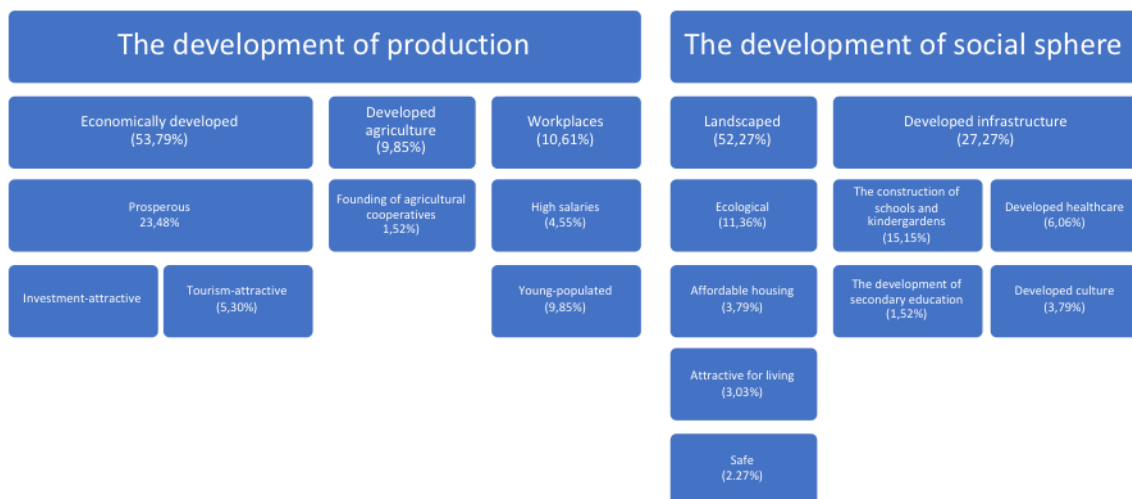 The development of production
The development of social sphere
Economically developed
(53,79%)
Developed
agriculture
(9,85%)
Workplaces
(10,61%)
Landscaped
(52,27%)
Developed infrastructure
(27,27%)
Prosperous
23,48%
Founding of agricultural
cooperatives
1,52%)
High salaries
(4,55%)
Ecological
(11,36%)
The construction of
schools and
kindergardens
(15,15%)
Developed healthcare
(6,06%)
Investment-attractive
Tourism-attractive
(5,30%)
Young-populated
(9,85%)
Affordable housing
(3,79%)
The development of
secondary education
(1,52%)
Developed culture
(3,79%)
Attractive for living
(3,03%)
Safe
(2.27%)